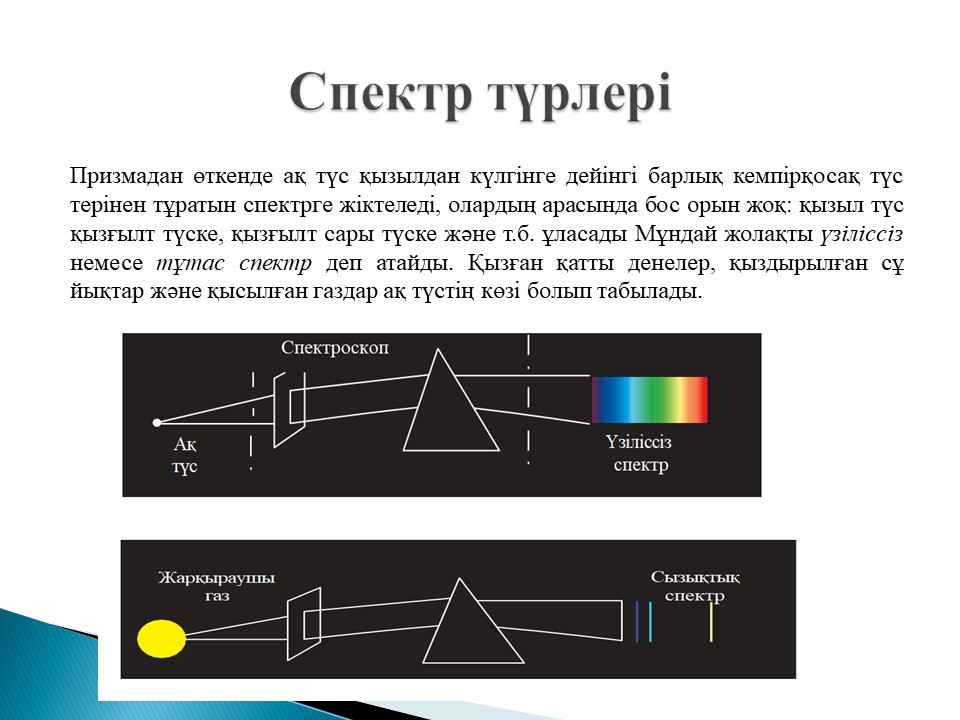 Спектр түрлері
Призмадан өткенде ақ түс қызылдан күлгінге дейінгі барлық кемпірқосақ түс
терінен тұратын спектрге жіктеледі, олардың арасында бос орын жоқ: қызыл түс
қызғылт түске, қызғылт сары түске және т.б. ұласады Мұндай жолақты үзіліссіз
немесе тұтас спектр деп атайды. Қызған қатты денелер, қыздырылған сұ
йықтар және қысылған газдар ақ түстің көзі болып табылады.
Спектроскоп
Ақ
түс
Үзіліссіз
спектр
Жарқыраушы
газ
Сызықтық
спектр